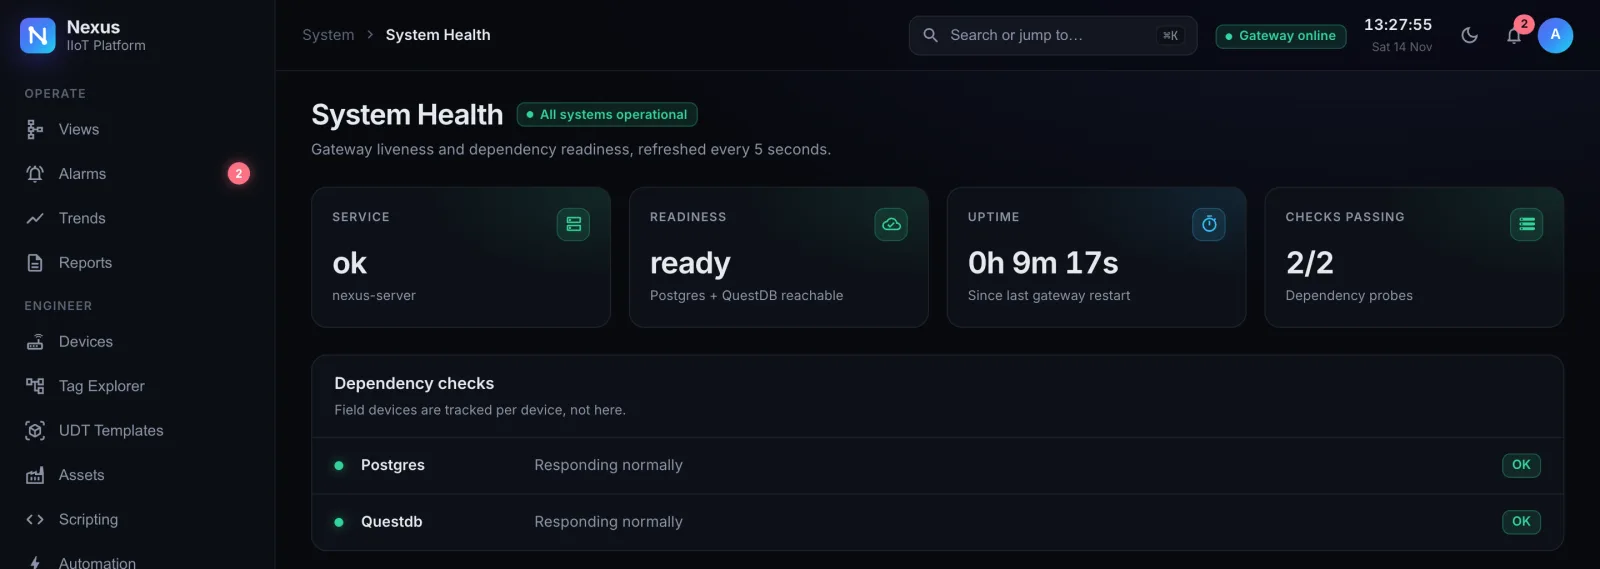 Nexus
IIoT Platform
OPERATE
Views
Alarms
2
Trends
Reports
ENGINEER
Devices
Tag Explorer
UDT Templates
Assets
Scripting
Automation
System > System Health
Search or jump to…
⌘K
Gateway online
13:27:55
Sat 14 Nov
2
A
System Health
All systems operational
Gateway liveness and dependency readiness, refreshed every 5 seconds.
SERVICE
ok
nexus-server
READINESS
ready
Postgres + QuestDB reachable
UPTIME
0h 9m 17s
Since last gateway restart
CHECKS PASSING
2/2
Dependency probes
Dependency checks
Field devices are tracked per device, not here.
Postgres Responding normally OK
Questdb Responding normally OK